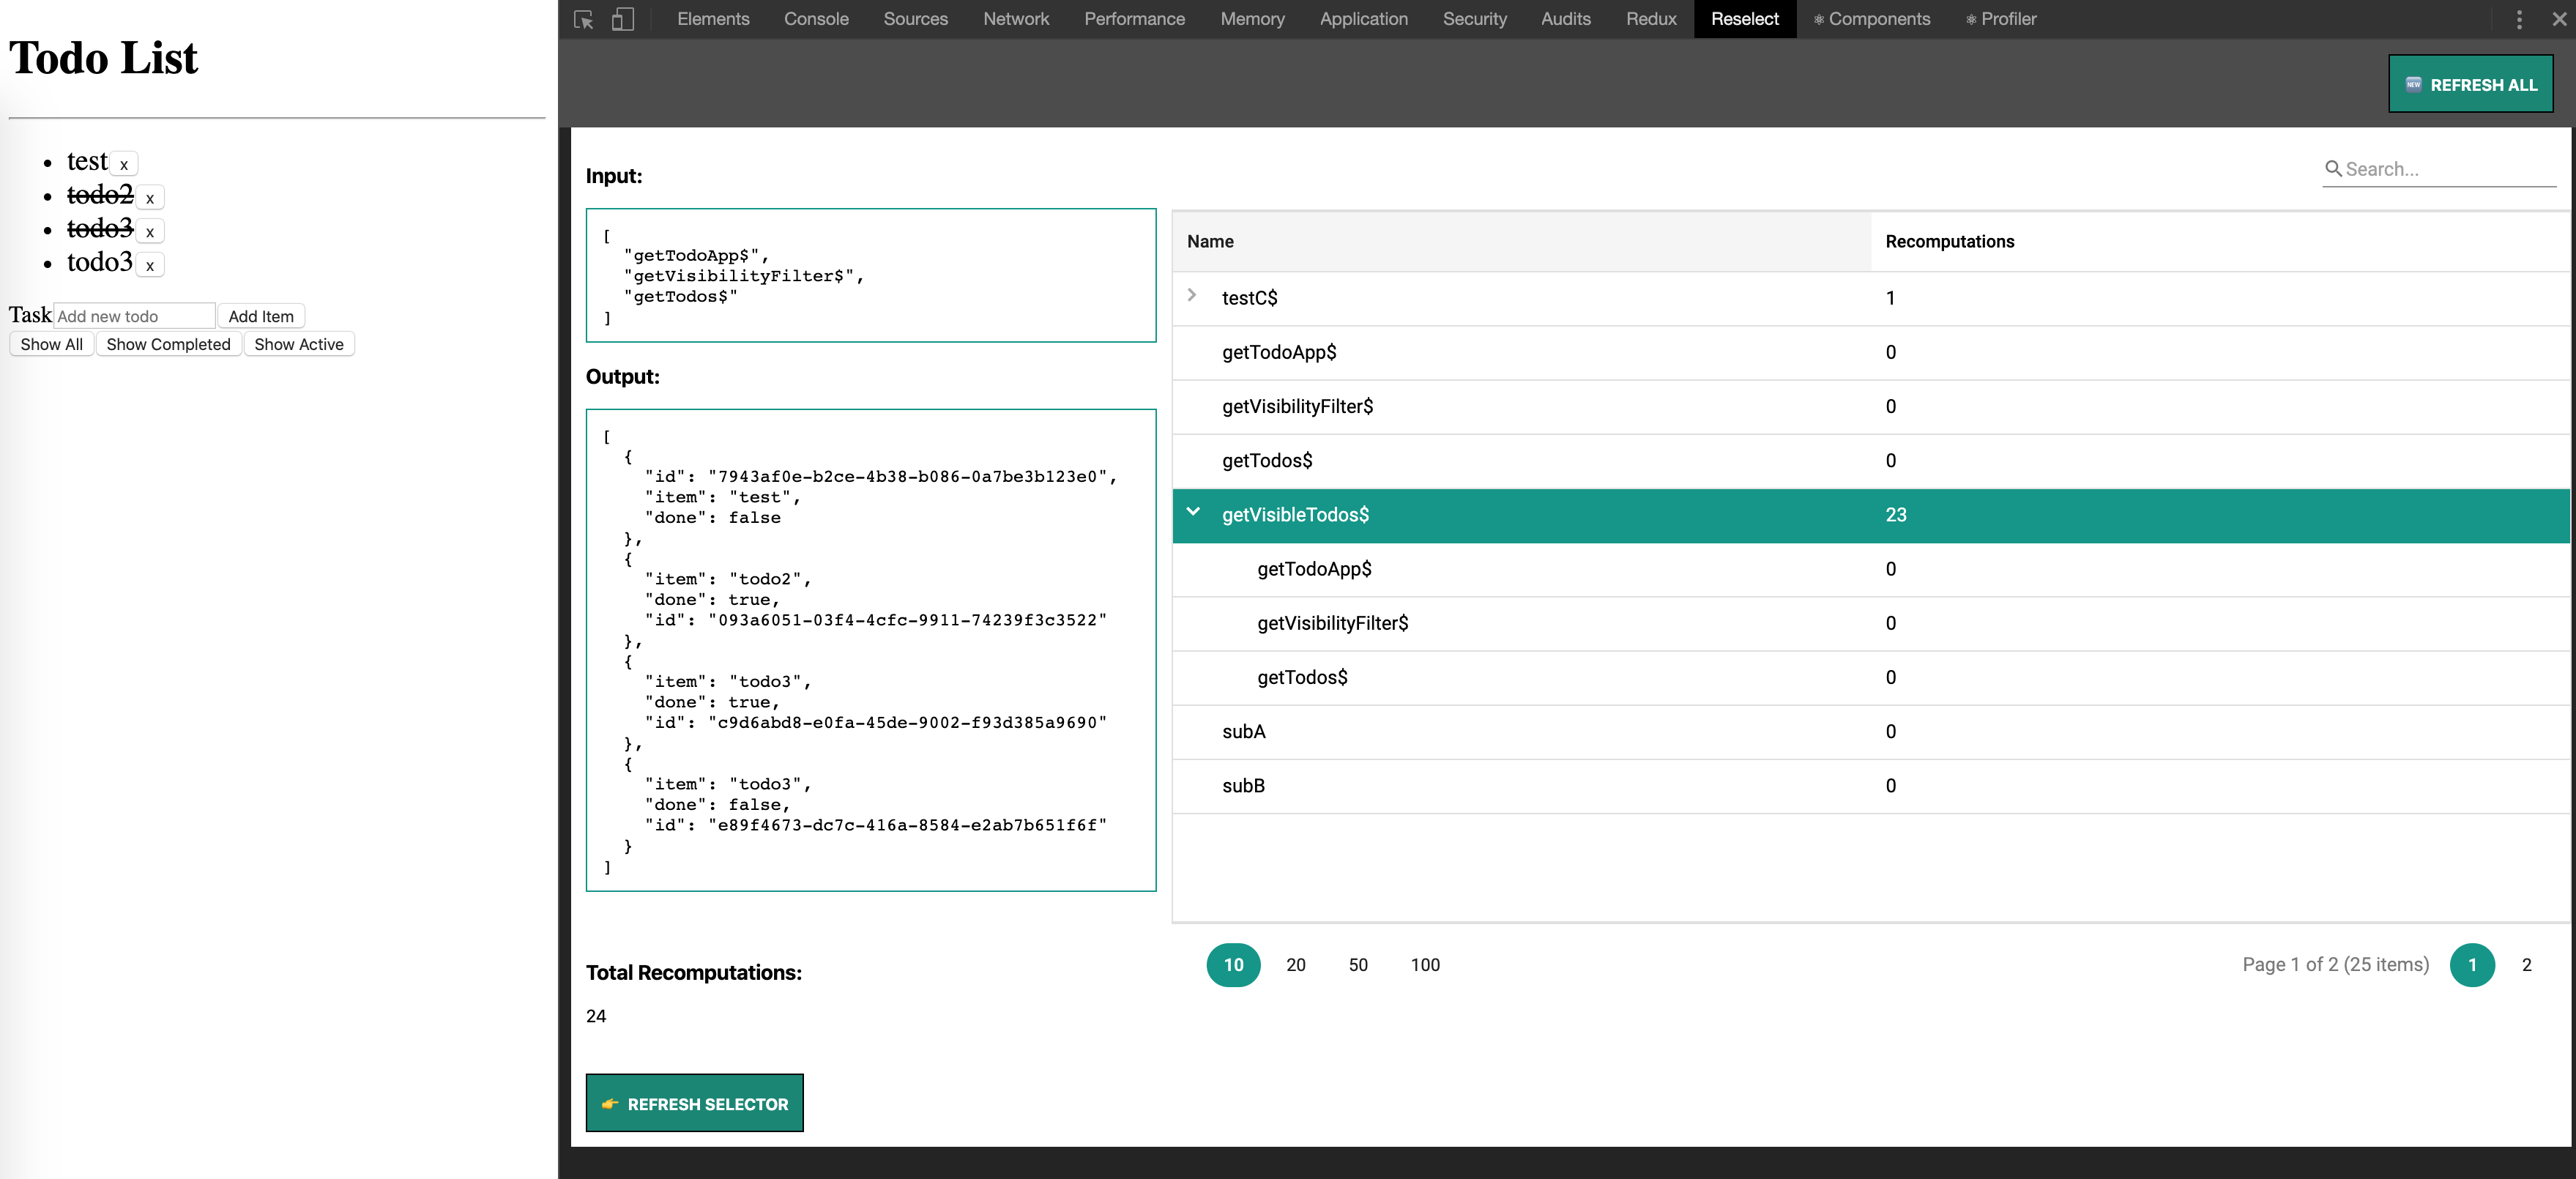 Todo List
test x
todo2 x
todo3 x
todo3 x
Task Add new todo Add Item
Show All Show Completed Show Active
Elements Console Sources Network Performance Memory Application Security Audits Redux Reselect ⚛ Components ⚛ Profiler
NEW REFRESH ALL
Input:
[
"getTodoApp$",
"getVisibilityFilter$",
"getTodos$"
]
Output:
[
{
"id": "7943af0e-b2ce-4b38-b086-0a7be3b123e0",
"item": "test",
"done": false
},
{
"item": "todo2",
"done": true,
"id": "093a6051-03f4-4cfc-9911-74239f3c3522"
},
{
"item": "todo3",
"done": true,
"id": "c9d6abd8-e0fa-45de-9002-f93d385a9690"
},
{
"item": "todo3",
"done": false,
"id": "e89f4673-dc7c-416a-8584-e2ab7b651f6f"
}
]
Total Recomputations:
24
👉 REFRESH SELECTOR
Search...
Name Recomputations
testC$ 1
getTodoApp$ 0
getVisibilityFilter$ 0
getTodos$ 0
getVisibleTodos$ 23
getTodoApp$ 0
getVisibilityFilter$ 0
getTodos$ 0
subA 0
subB 0
10 20 50 100 Page 1 of 2 (25 items) 1 2